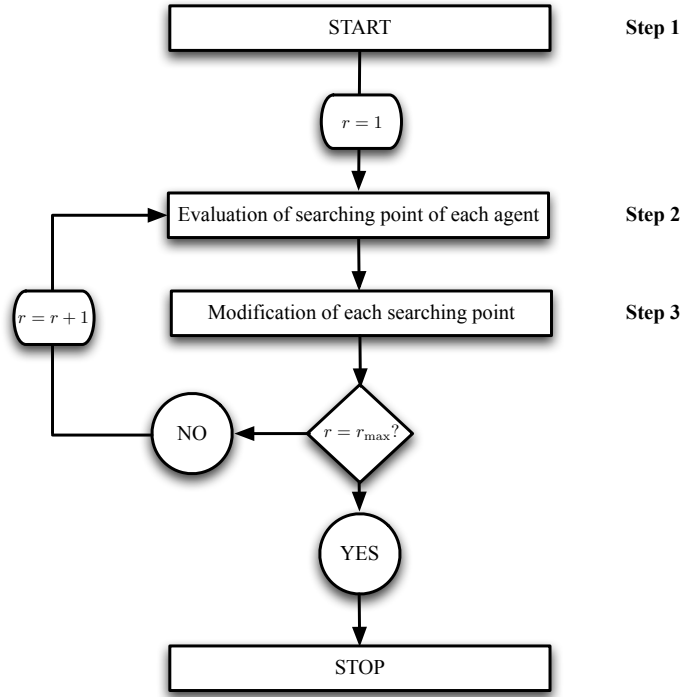 START
Step 1
r = 1
Evaluation of searching point of each agent
Step 2
r = r + 1
Modification of each searching point
Step 3
NO
r = r_max?
YES
STOP